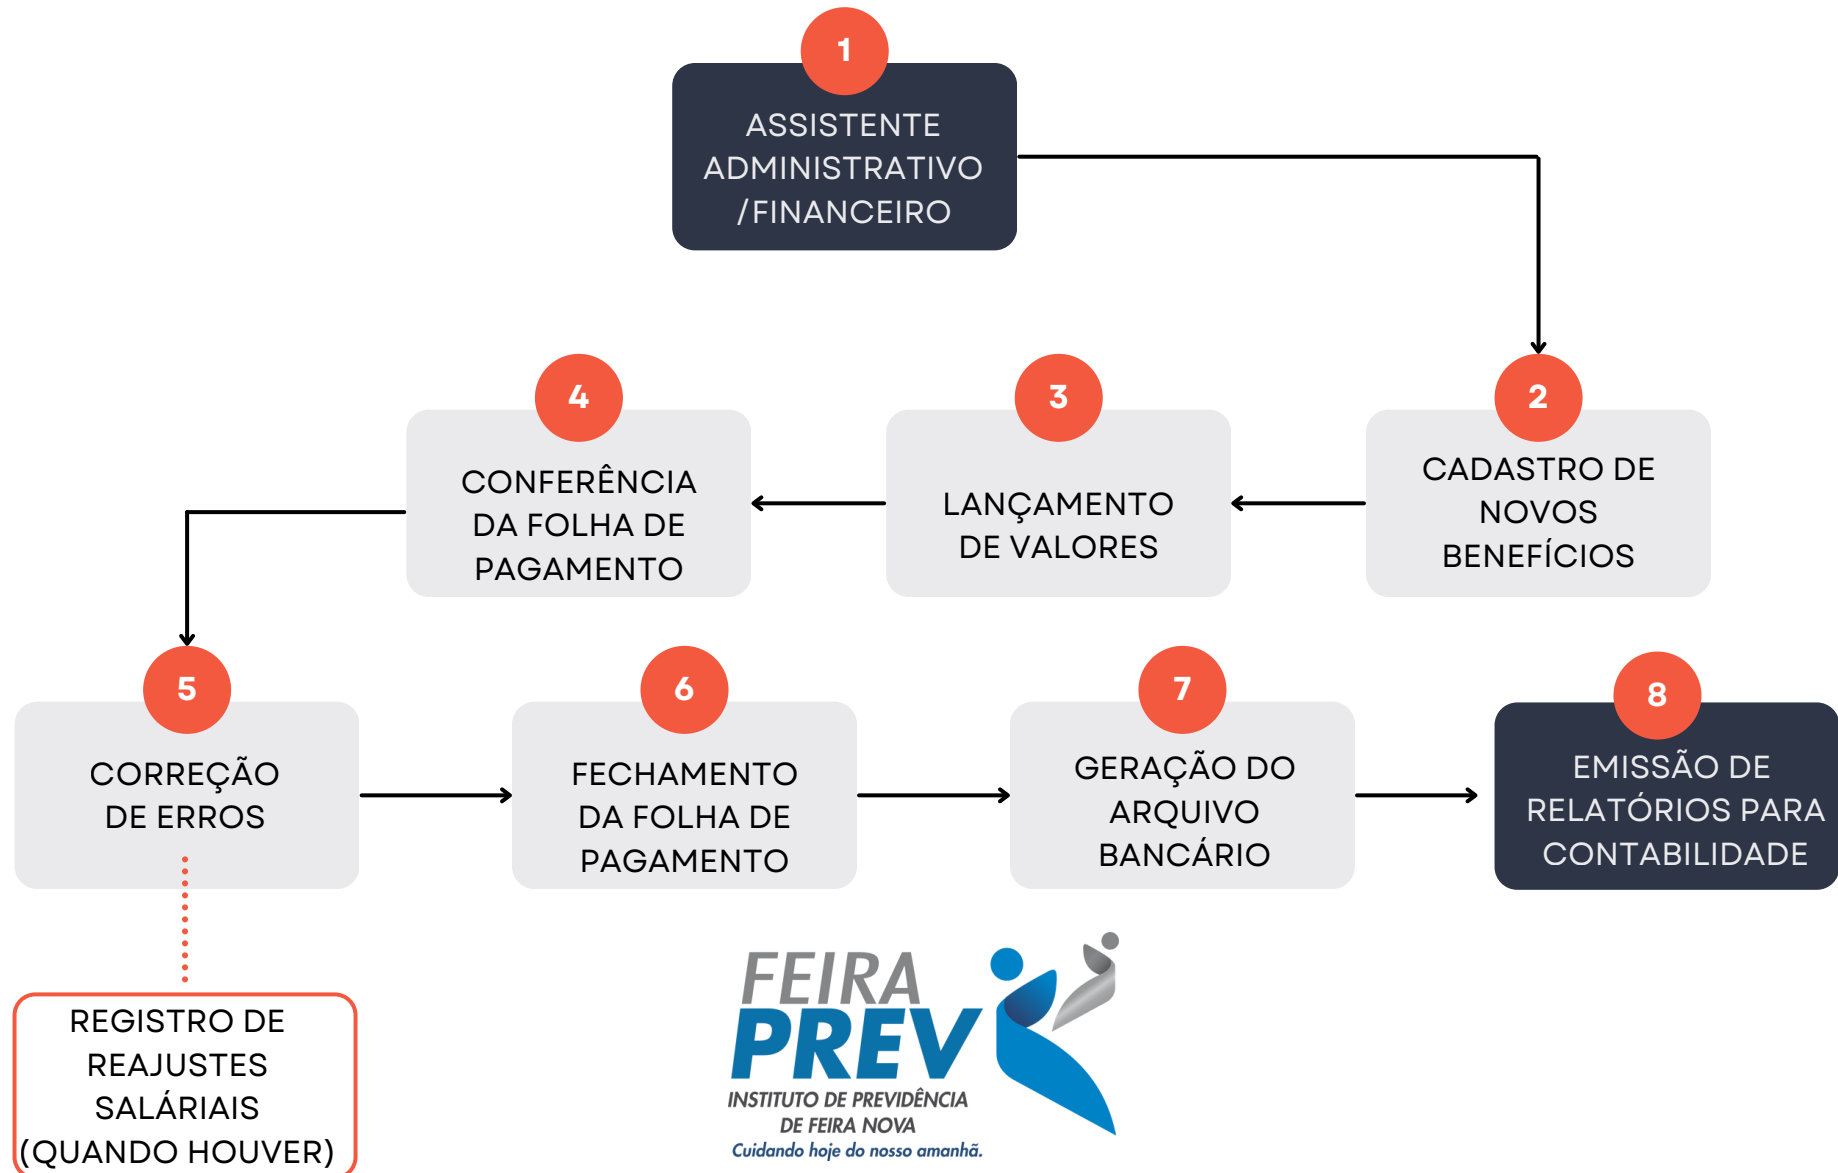 1
ASSISTENTE
ADMINISTRATIVO
/FINANCEIRO
2
CADASTRO DE
NOVOS
BENEFÍCIOS
3
LANÇAMENTO
DE VALORES
4
CONFERÊNCIA
DA FOLHA DE
PAGAMENTO
5
CORREÇÃO
DE ERROS
REGISTRO DE
REAJUSTES
SALÁRIAIS
(QUANDO HOUVER)
6
FECHAMENTO
DA FOLHA DE
PAGAMENTO
7
GERAÇÃO DO
ARQUIVO
BANCÁRIO
8
EMISSÃO DE
RELATÓRIOS PARA
CONTABILIDADE
FEIRA
PREV
INSTITUTO DE PREVIDÊNCIA
DE FEIRA NOVA
Cuidando hoje do nosso amanhã.